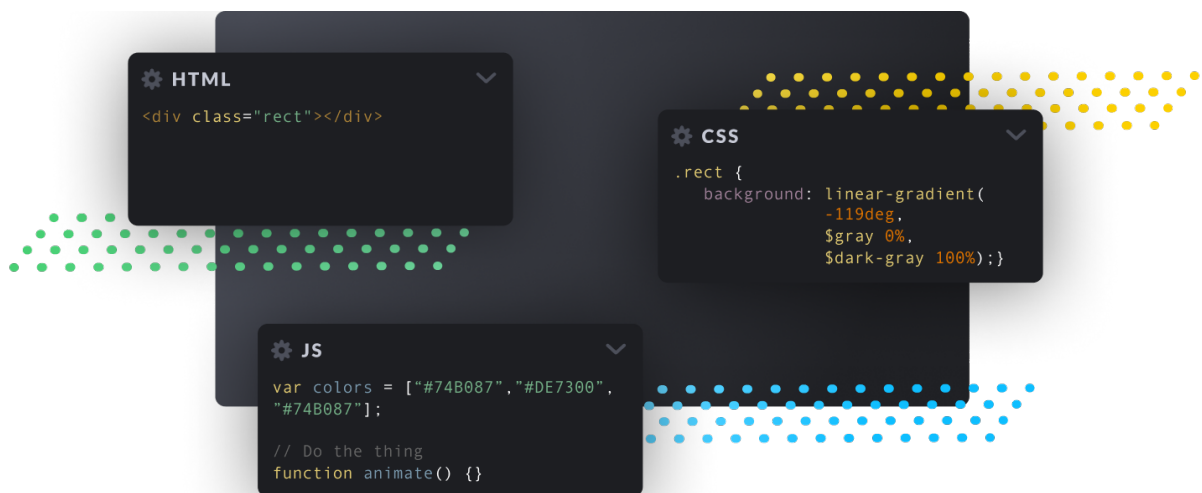 HTML
<div class="rect"></div>
CSS
.rect {
background: linear-gradient(
-119deg,
$gray 0%,
$dark-gray 100%);}
JS
var colors = [“#74B087”,”#DE7300”,
”#74B087”];
// Do the thing
function animate() {}